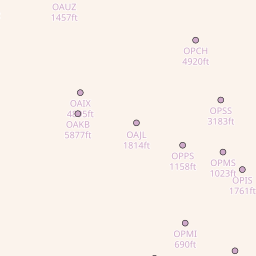 OAUZ
1457ft
OPCH
4920ft
OAIX
OPSS
3183ft
OAKB
5877ft
OAJL
1814ft
OPPS
1158ft
OPMS
1023ft
OPIS
1761ft
OPMI
690ft